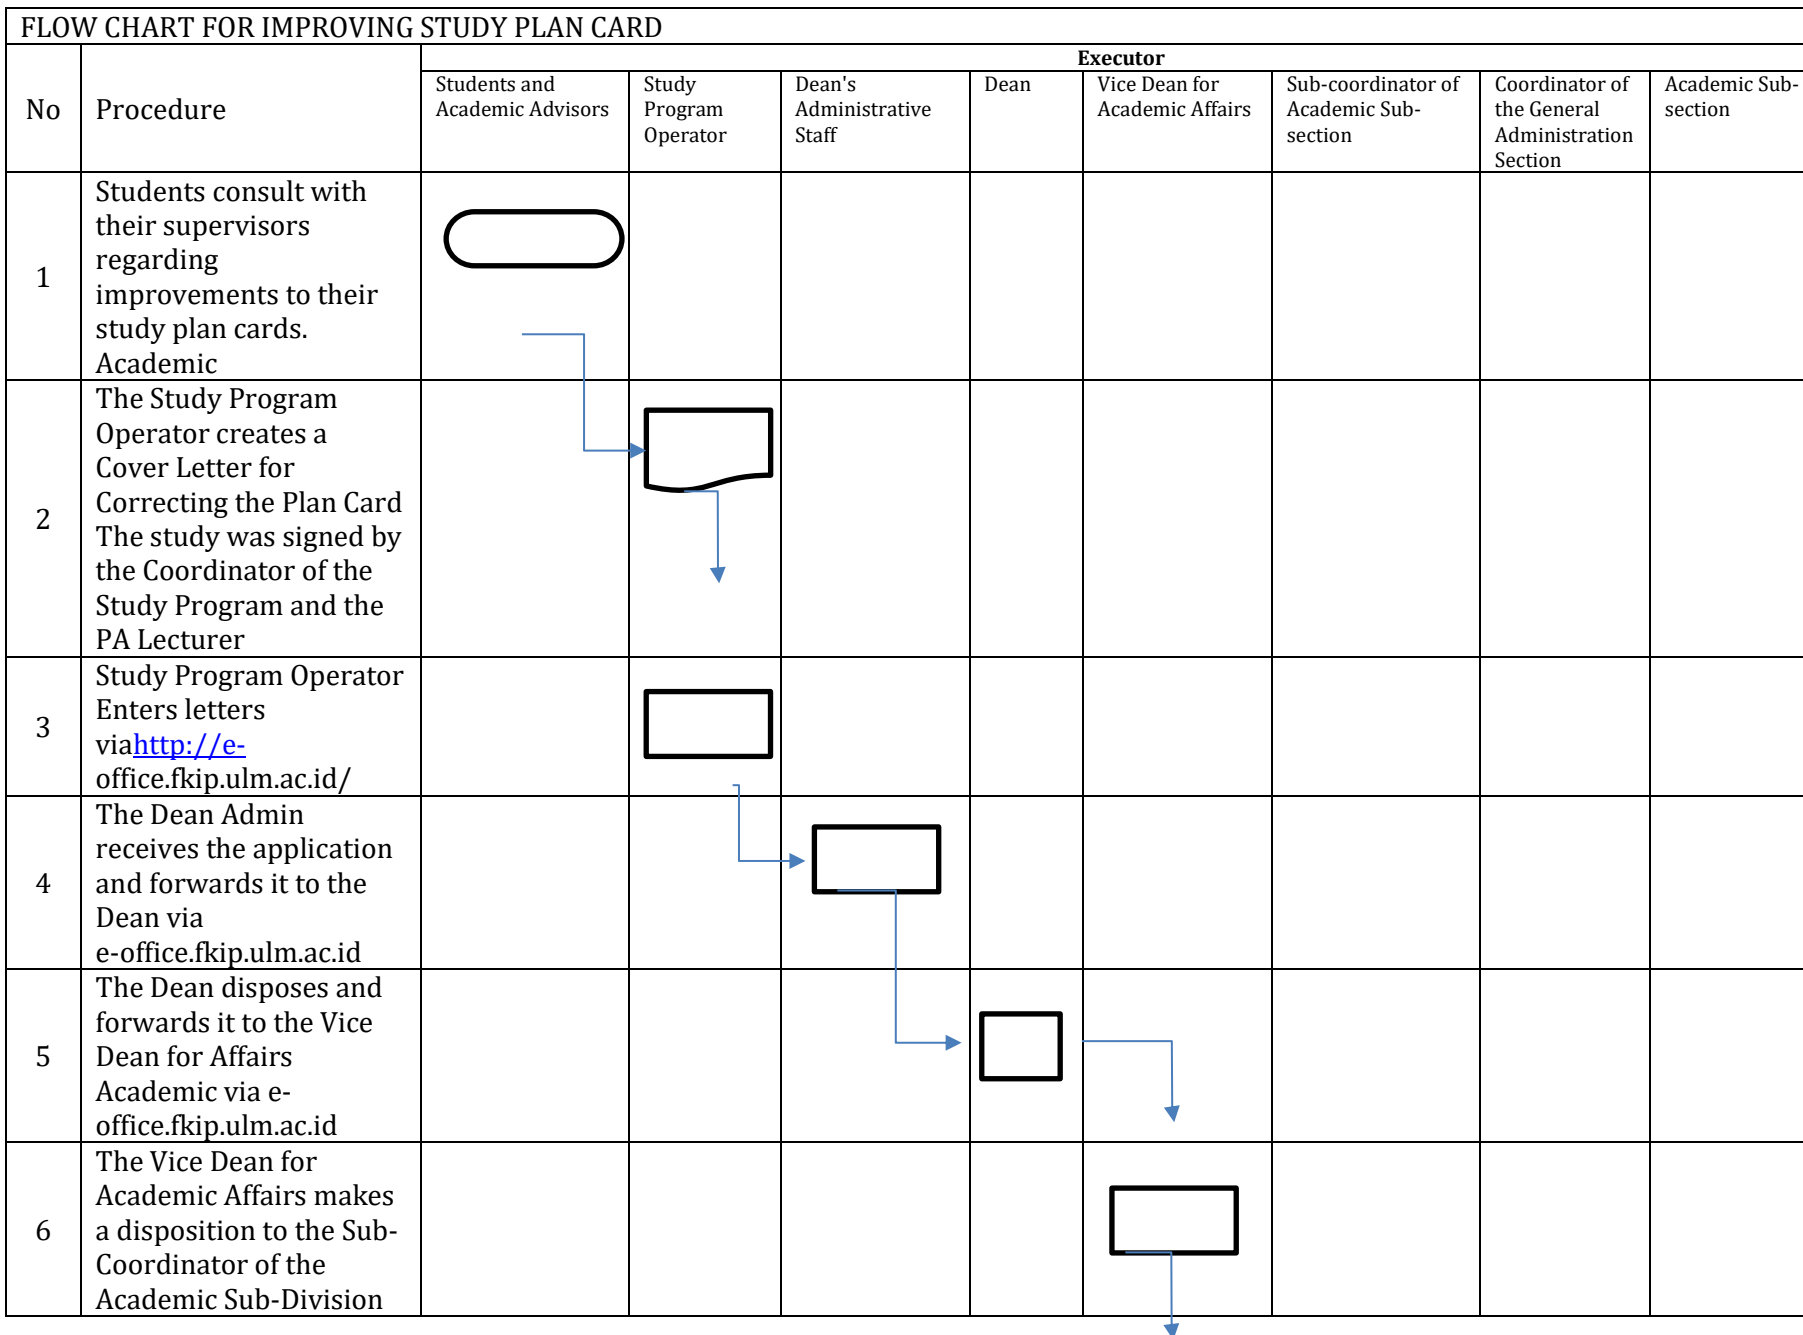 FLOW CHART FOR IMPROVING STUDY PLAN CARD
No
Procedure
Executor
Students and
Academic Advisors
Study
Program
Operator
Dean's
Administrative
Staff
Dean
Vice Dean for
Academic Affairs
Sub-coordinator of
Academic Sub-
section
Coordinator of
the General
Administration
Section
Academic Sub-
section
1
Students consult with
their supervisors
regarding
improvements to their
study plan cards.
Academic
2
The Study Program
Operator creates a
Cover Letter for
Correcting the Plan Card
The study was signed by
the Coordinator of the
Study Program and the
PA Lecturer
3
Study Program Operator
Enters letters
viahttp://e-
office.fkip.ulm.ac.id/
4
The Dean Admin
receives the application
and forwards it to the
Dean via
e-office.fkip.ulm.ac.id
5
The Dean disposes and
forwards it to the Vice
Dean for Affairs
Academic via e-
office.fkip.ulm.ac.id
6
The Vice Dean for
Academic Affairs makes
a disposition to the Sub-
Coordinator of the
Academic Sub-Division